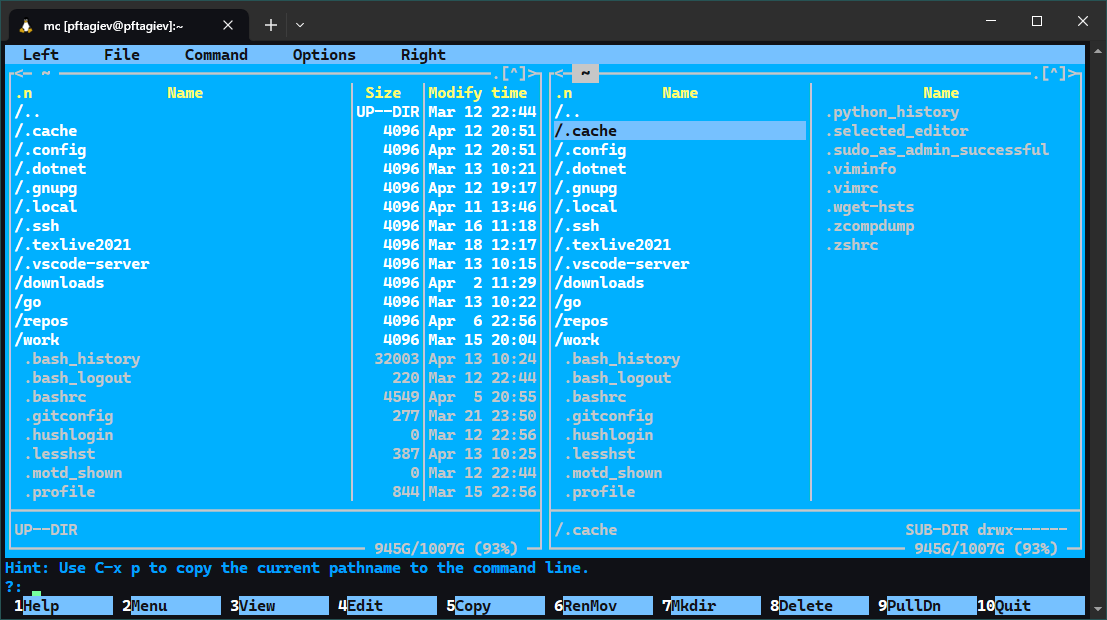 mc [pftagiev@pftagiev]:~
Left File Command Options Right
<─ ~ .[^]>
.n Name Size Modify time
/.. UP--DIR Mar 12 22:44
/.cache 4096 Apr 12 20:51
/.config 4096 Apr 12 20:51
/.dotnet 4096 Mar 13 10:21
/.gnupg 4096 Apr 12 19:17
/.local 4096 Apr 11 13:46
/.ssh 4096 Mar 16 11:18
/.texlive2021 4096 Mar 18 12:17
/.vscode-server 4096 Mar 13 10:15
/downloads 4096 Apr 2 11:29
/go 4096 Mar 13 10:22
/repos 4096 Apr 6 22:56
/work 4096 Mar 15 20:04
.bash_history 32003 Apr 13 10:24
.bash_logout 220 Mar 12 22:44
.bashrc 4549 Apr 5 20:55
.gitconfig 277 Mar 21 23:50
.hushlogin 0 Mar 12 22:56
.lesshst 387 Apr 13 10:25
.motd_shown 0 Mar 12 22:44
.profile 844 Mar 15 22:56
UP--DIR
945G/1007G (93%)
<─ ~ .[^]>
.n Name
/..
/.cache
/.config
/.dotnet
/.gnupg
/.local
/.ssh
/.texlive2021
/.vscode-server
/downloads
/go
/repos
/work
.bash_history
.bash_logout
.bashrc
.gitconfig
.hushlogin
.lesshst
.motd_shown
.profile
Name
.python_history
.selected_editor
.sudo_as_admin_successful
.viminfo
.vimrc
.wget-hsts
.zcompdump
.zshrc
/.cache SUB-DIR drwx------
945G/1007G (93%)
Hint: Use C-x p to copy the current pathname to the command line.
?:
1Help 2Menu 3View 4Edit 5Copy 6RenMov 7Mkdir 8Delete 9PullDn 10Quit